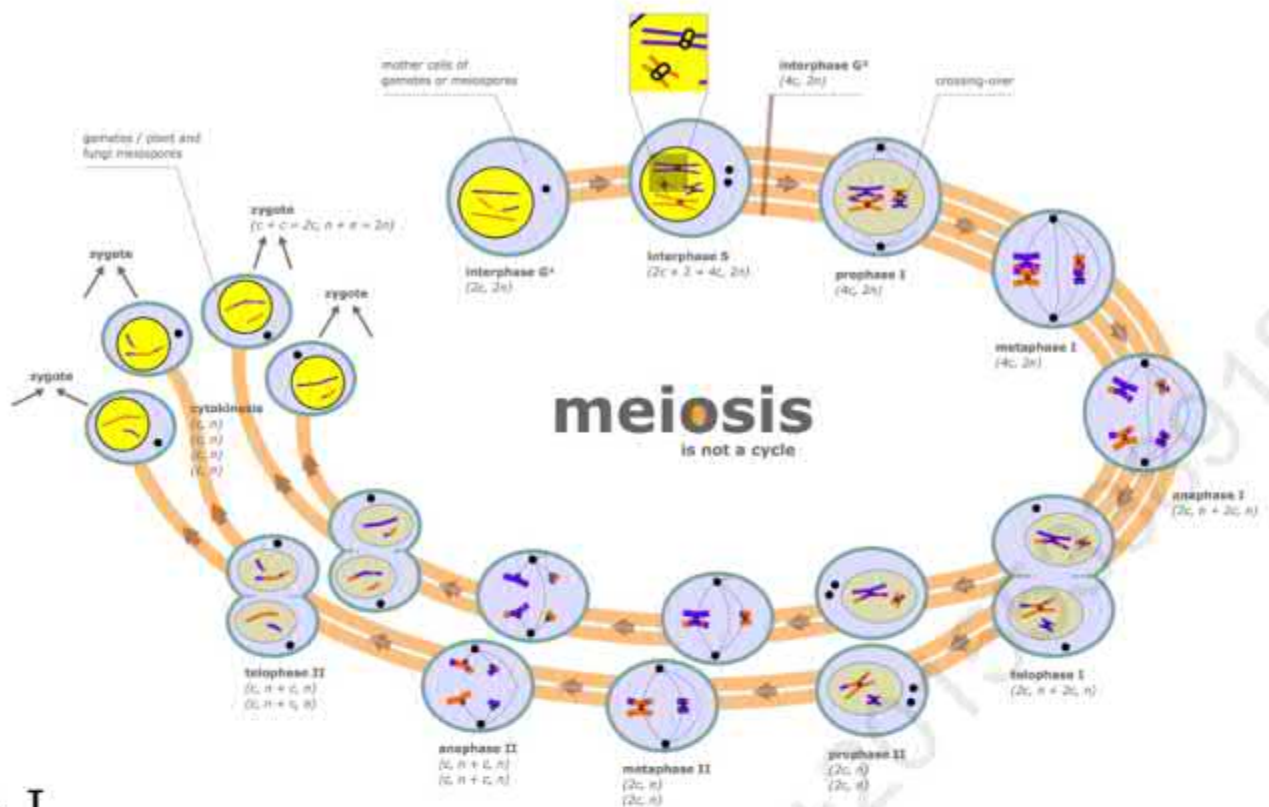 mother cells of
gametes or meiospores
interphase G²
(4c, 2n)
crossing-over
gametes / plant and
fungi meiospores
zygote
(c + c = 2c, n + n = 2n)
zygote
zygote
zygote
interphase G¹
(2c, 2n)
interphase S
(2c × 2 = 4c, 2n)
prophase I
(4c, 2n)
metaphase I
(4c, 2n)
anaphase I
(2c, n + 2c, n)
meiosis
is not a cycle
cytokinesis
(c, n)
(c, n)
(c, n)
(c, n)
telophase I
(2c, n + 2c, n)
prophase II
(2c, n)
(2c, n)
metaphase II
(2c, n)
(2c, n)
anaphase II
(c, n + c, n)
(c, n + c, n)
telophase II
(c, n + c, n)
(c, n + c, n)
I